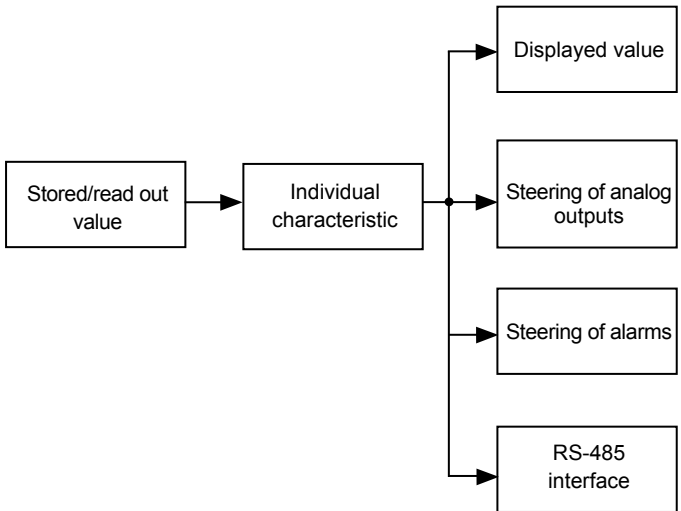 Displayed value
Stored/read out
value
Individual
characteristic
Steering of analog
outputs
Steering of alarms
RS-485
interface